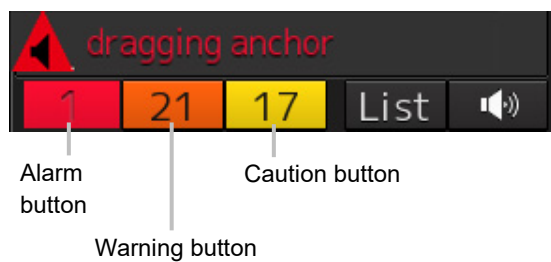 dragging anchor
1 21 17 List
Alarm button
Caution button
Warning button